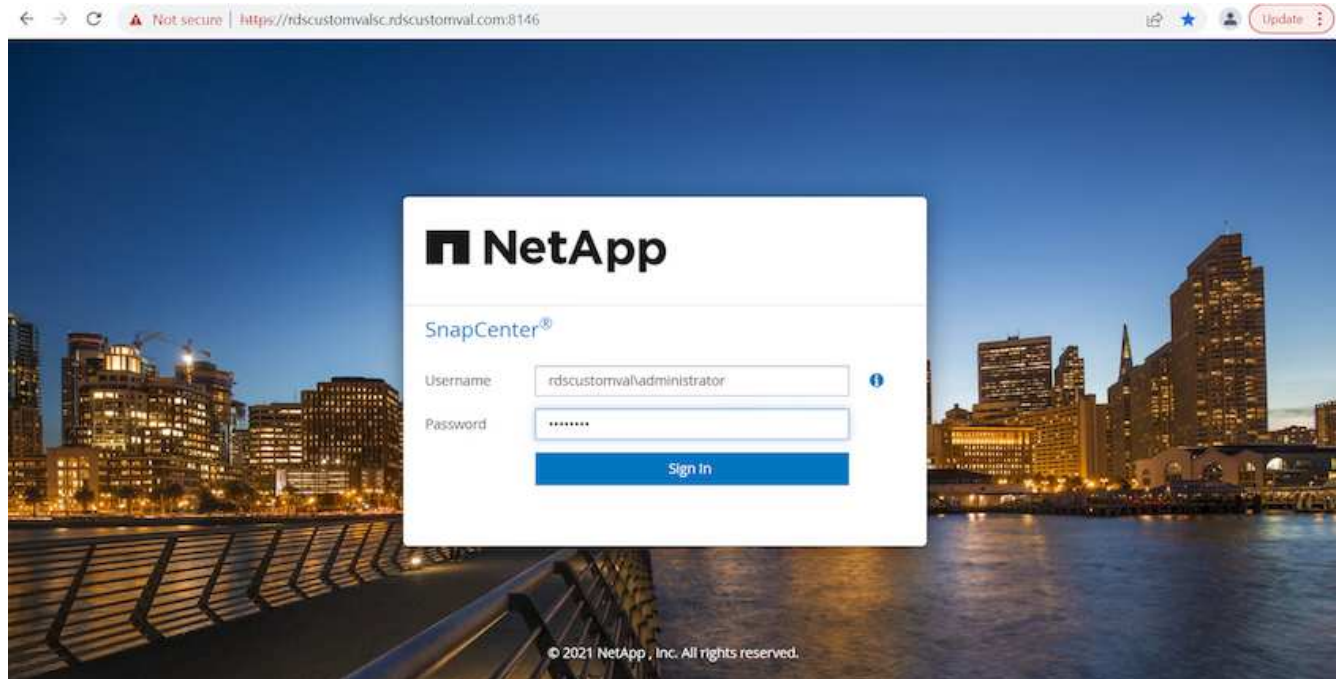 Not secure | https://rdscustomvalsc.rdscustomval.com:8146
Update
NetApp
SnapCenter®
Username rdscustomval\administrator
Password ••••••••
Sign In
© 2021 NetApp , Inc. All rights reserved.